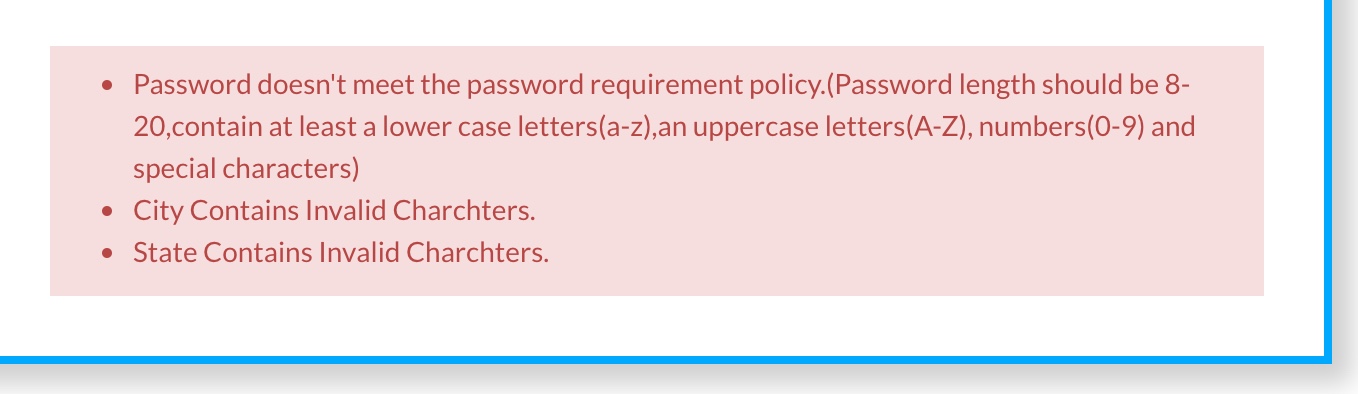 Password doesn't meet the password requirement policy.(Password length should be 8-
20,contain at least a lower case letters(a-z),an uppercase letters(A-Z), numbers(0-9) and
special characters)
City Contains Invalid Charchters.
State Contains Invalid Charchters.